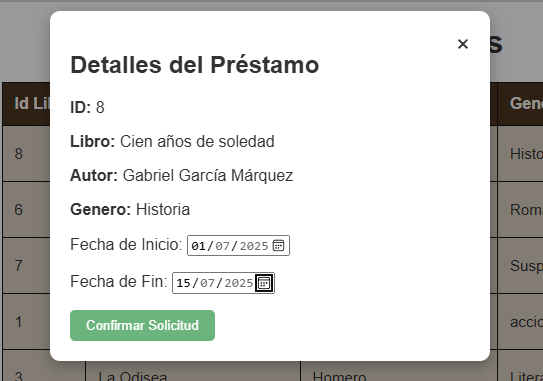 s
×
Detalles del Préstamo
Id Li
Gen
ID: 8
8
Histo
Libro: Cien años de soledad
Autor: Gabriel García Márquez
6
Rom
Genero: Historia
Fecha de Inicio: 01/07/2025
7
Susp
Fecha de Fin: 15/07/2025
1
Confirmar Solicitud
accio
3
La Odisea
Homero
Litera